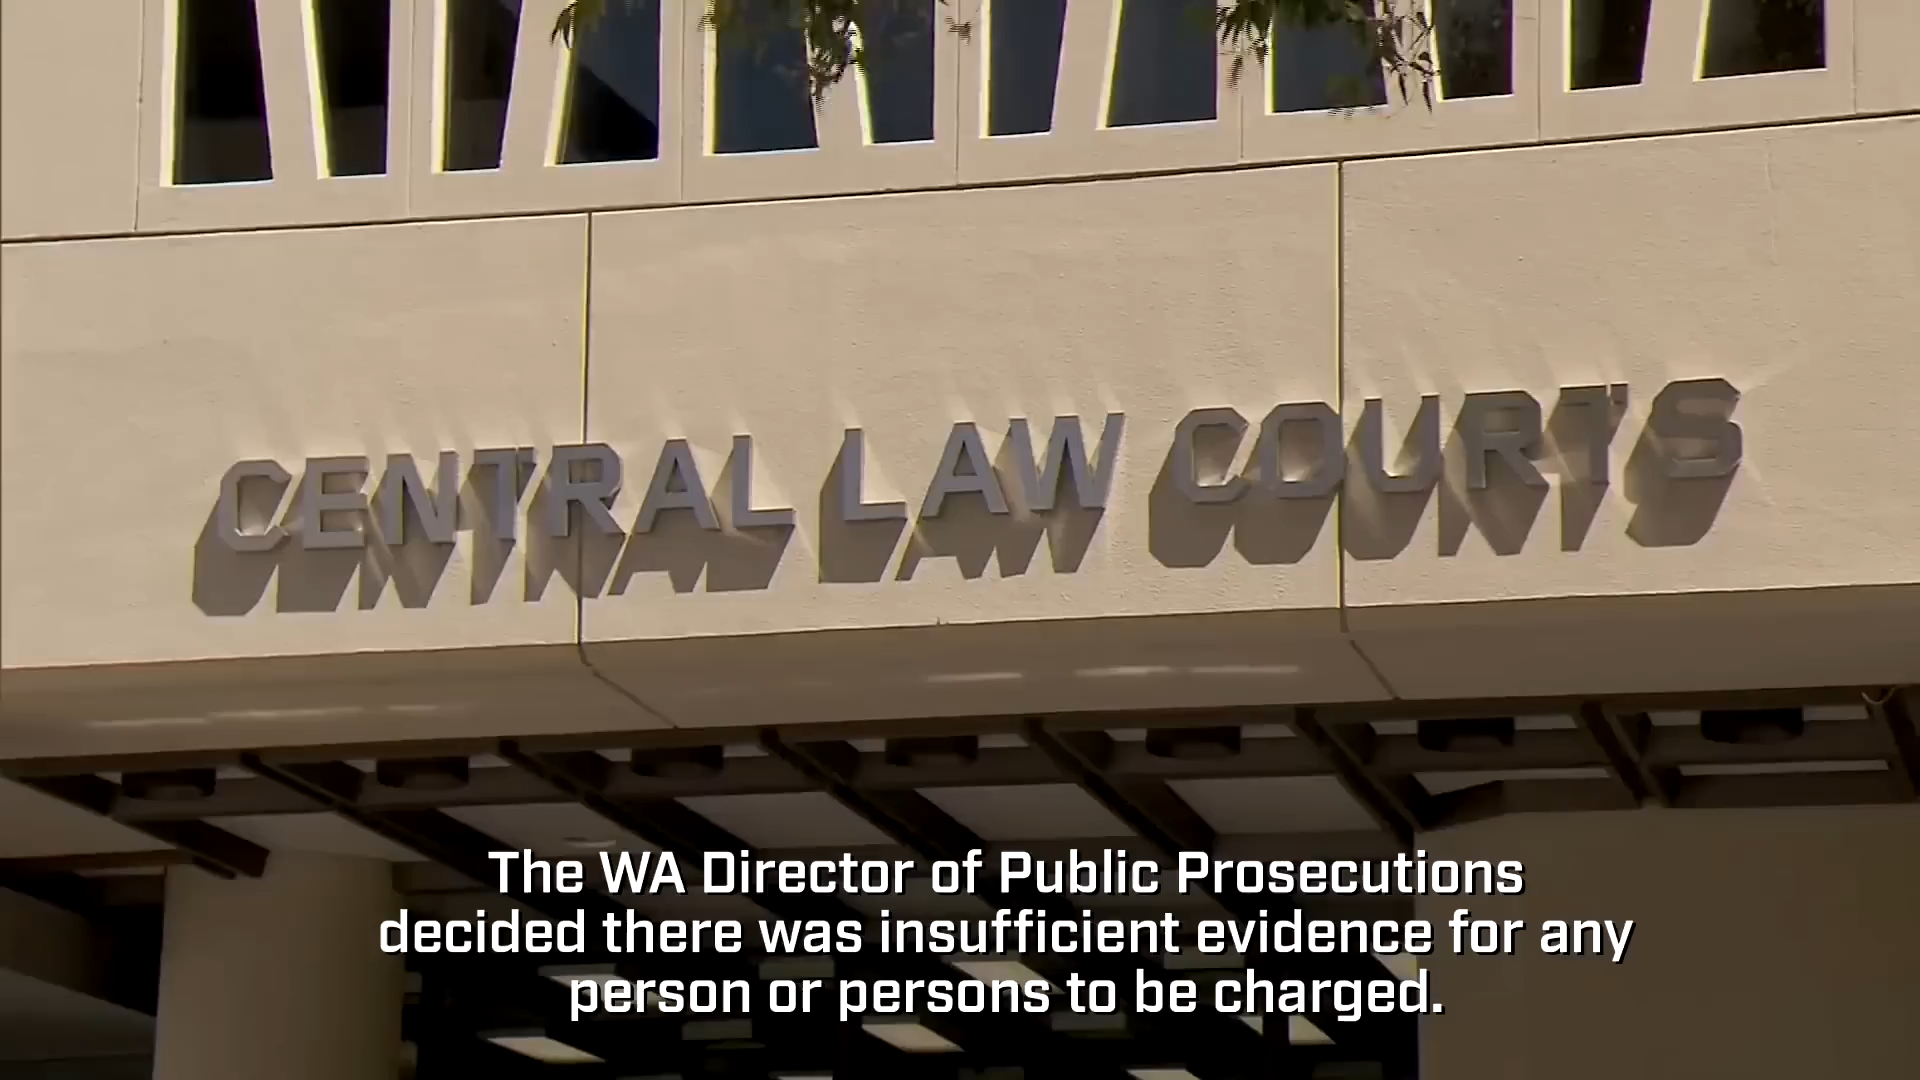 CENTRAL LAW COURTS
The WA Director of Public Prosecutions
decided there was insufficient evidence for any
person or persons to be charged.